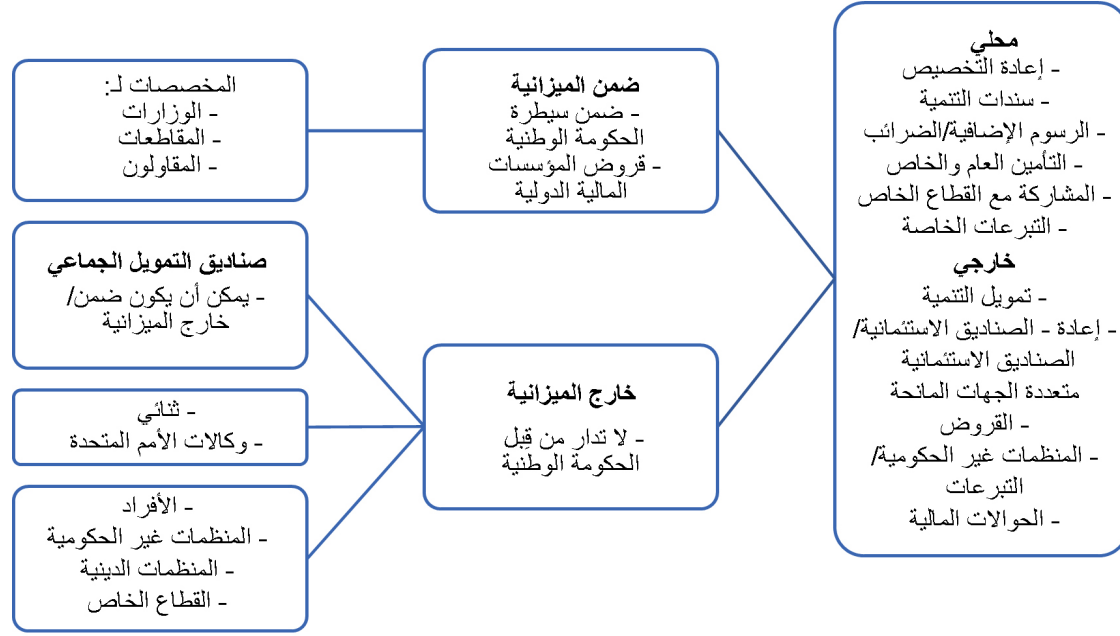 محلي
- إعادة التخصيص
- سندات التنمية
- الرسوم الإضافية/الضرائب
- التأمين العام والخاص
- المشاركة مع القطاع الخاص
- التبرعات الخاصة
خارجي
- تمويل التنمية
- إعادة - الصناديق الاستثمانية/
الصناديق الاستثمانية
متعددة الجهات المانحة
- القروض
- المنظمات غير الحكومية/
التبرعات
- الحوالات المالية
ضمن الميزانية
- ضمن سيطرة
الحكومة الوطنية
- قروض المؤسسات
المالية الدولية
خارج الميزانية
- لا تدار من قِبل
الحكومة الوطنية
المخصصات لـ:
- الوزارات
- المقاطعات
- المقاولون
صناديق التمويل الجماعي
- يمكن أن يكون ضمن/
خارج الميزانية
- ثنائي
- وكالات الأمم المتحدة
- الأفراد
- المنظمات غير الحكومية
- المنظمات الدينية
- القطاع الخاص